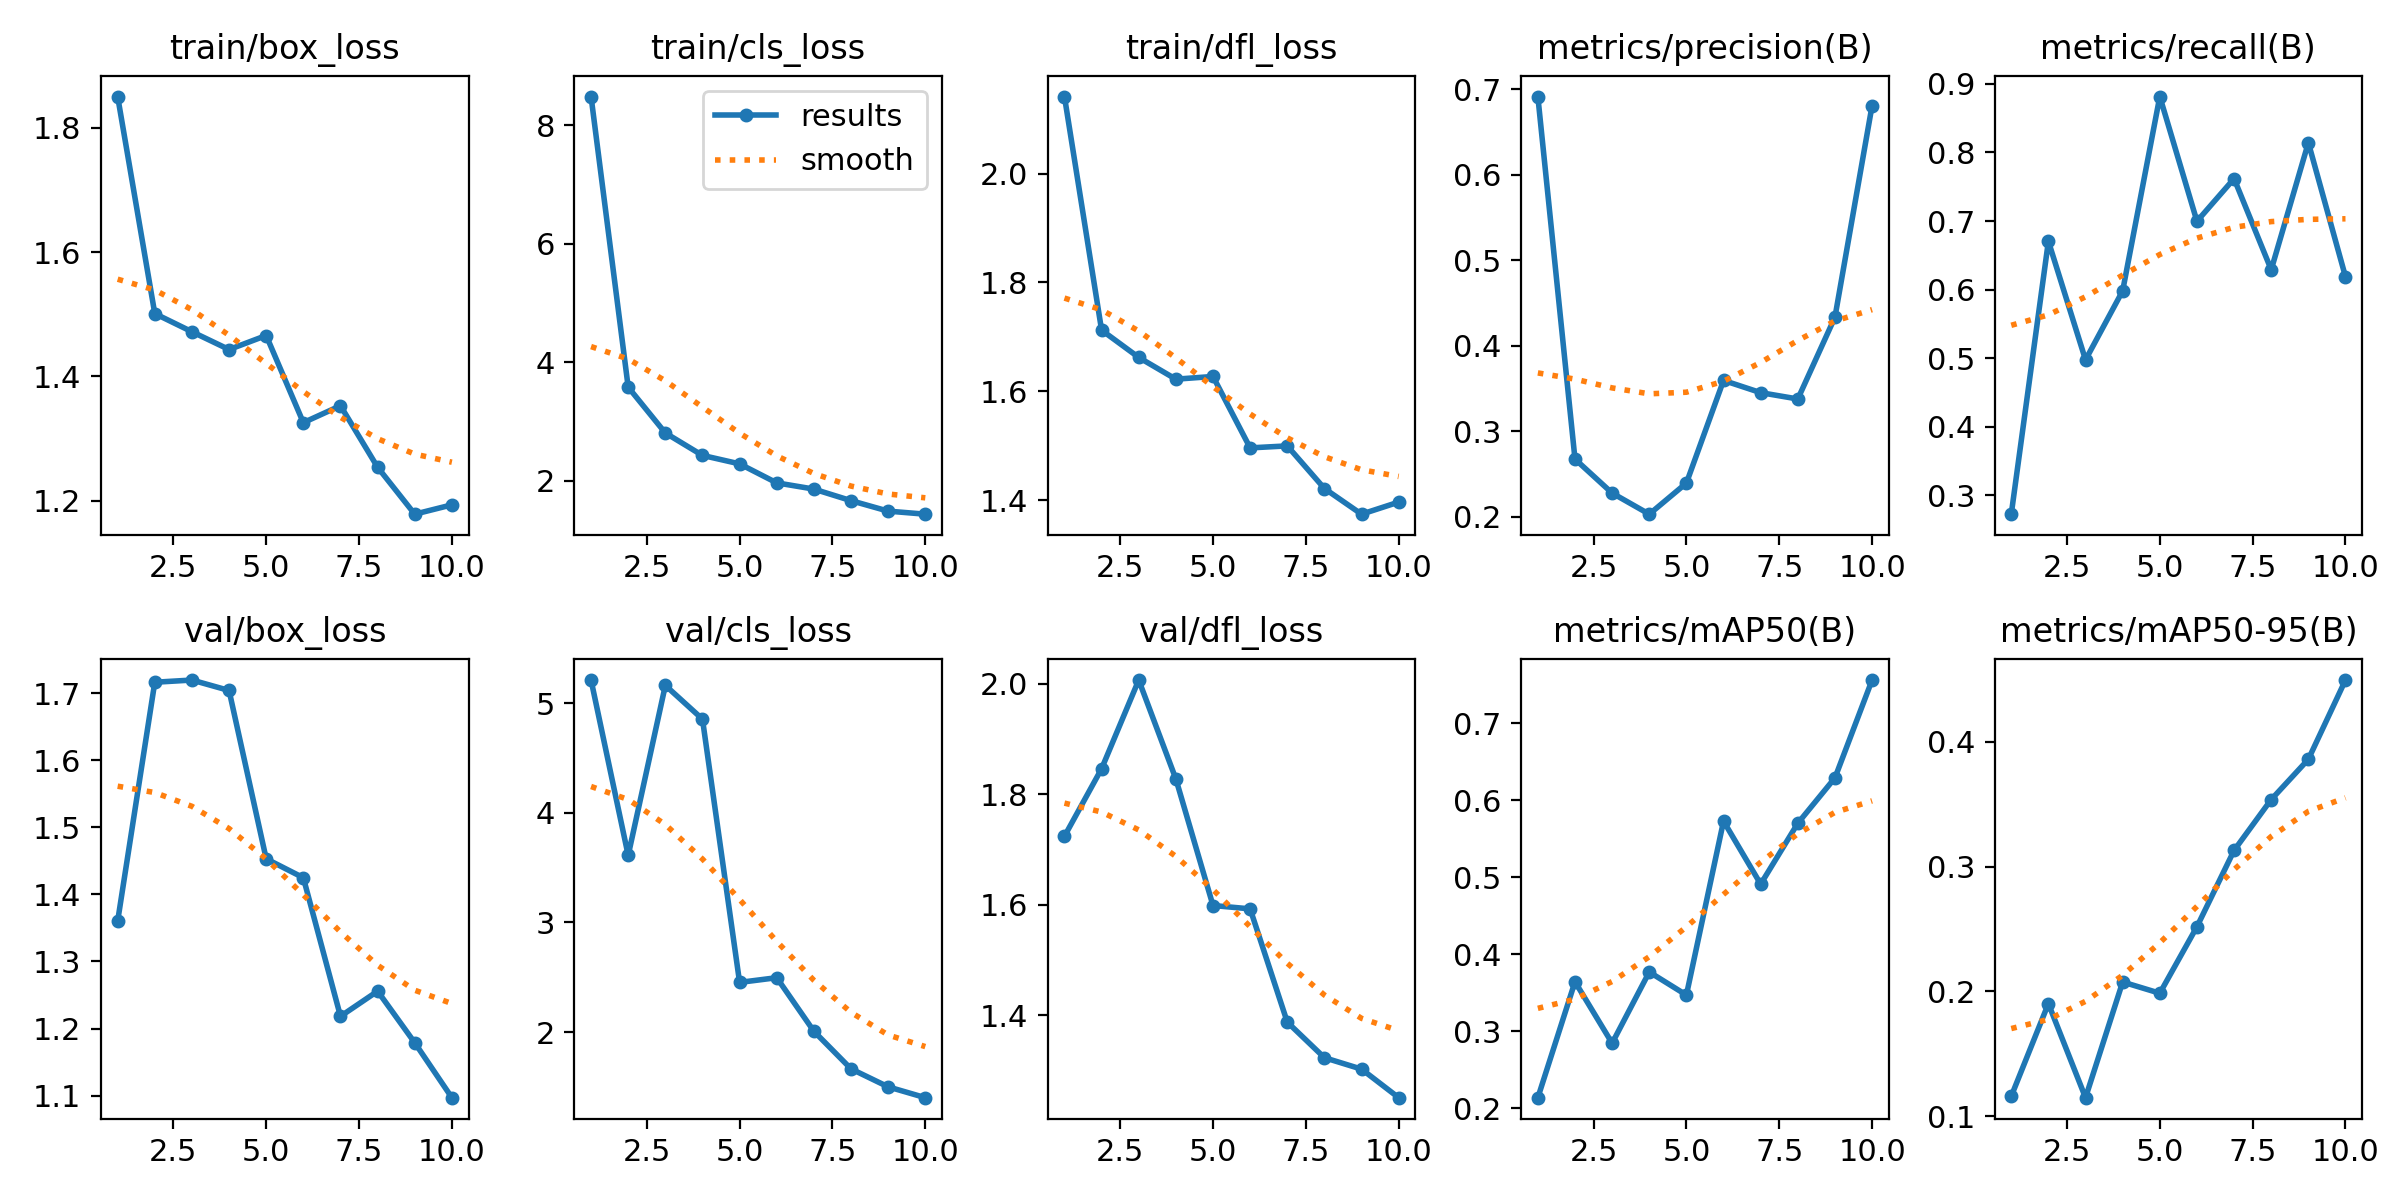 train/box_loss
1.8
1.6
1.4
1.2
2.5 5.0 7.5 10.0
train/cls_loss
results
smooth
8
6
4
2
2.5 5.0 7.5 10.0
train/dfl_loss
2.0
1.8
1.6
1.4
2.5 5.0 7.5 10.0
metrics/precision(B)
0.7
0.6
0.5
0.4
0.3
0.2
2.5 5.0 7.5 10.0
metrics/recall(B)
0.9
0.8
0.7
0.6
0.5
0.4
0.3
2.5 5.0 7.5 10.0
val/box_loss
1.7
1.6
1.5
1.4
1.3
1.2
1.1
2.5 5.0 7.5 10.0
val/cls_loss
5
4
3
2
2.5 5.0 7.5 10.0
val/dfl_loss
2.0
1.8
1.6
1.4
2.5 5.0 7.5 10.0
metrics/mAP50(B)
0.7
0.6
0.5
0.4
0.3
0.2
2.5 5.0 7.5 10.0
metrics/mAP50-95(B)
0.4
0.3
0.2
0.1
2.5 5.0 7.5 10.0